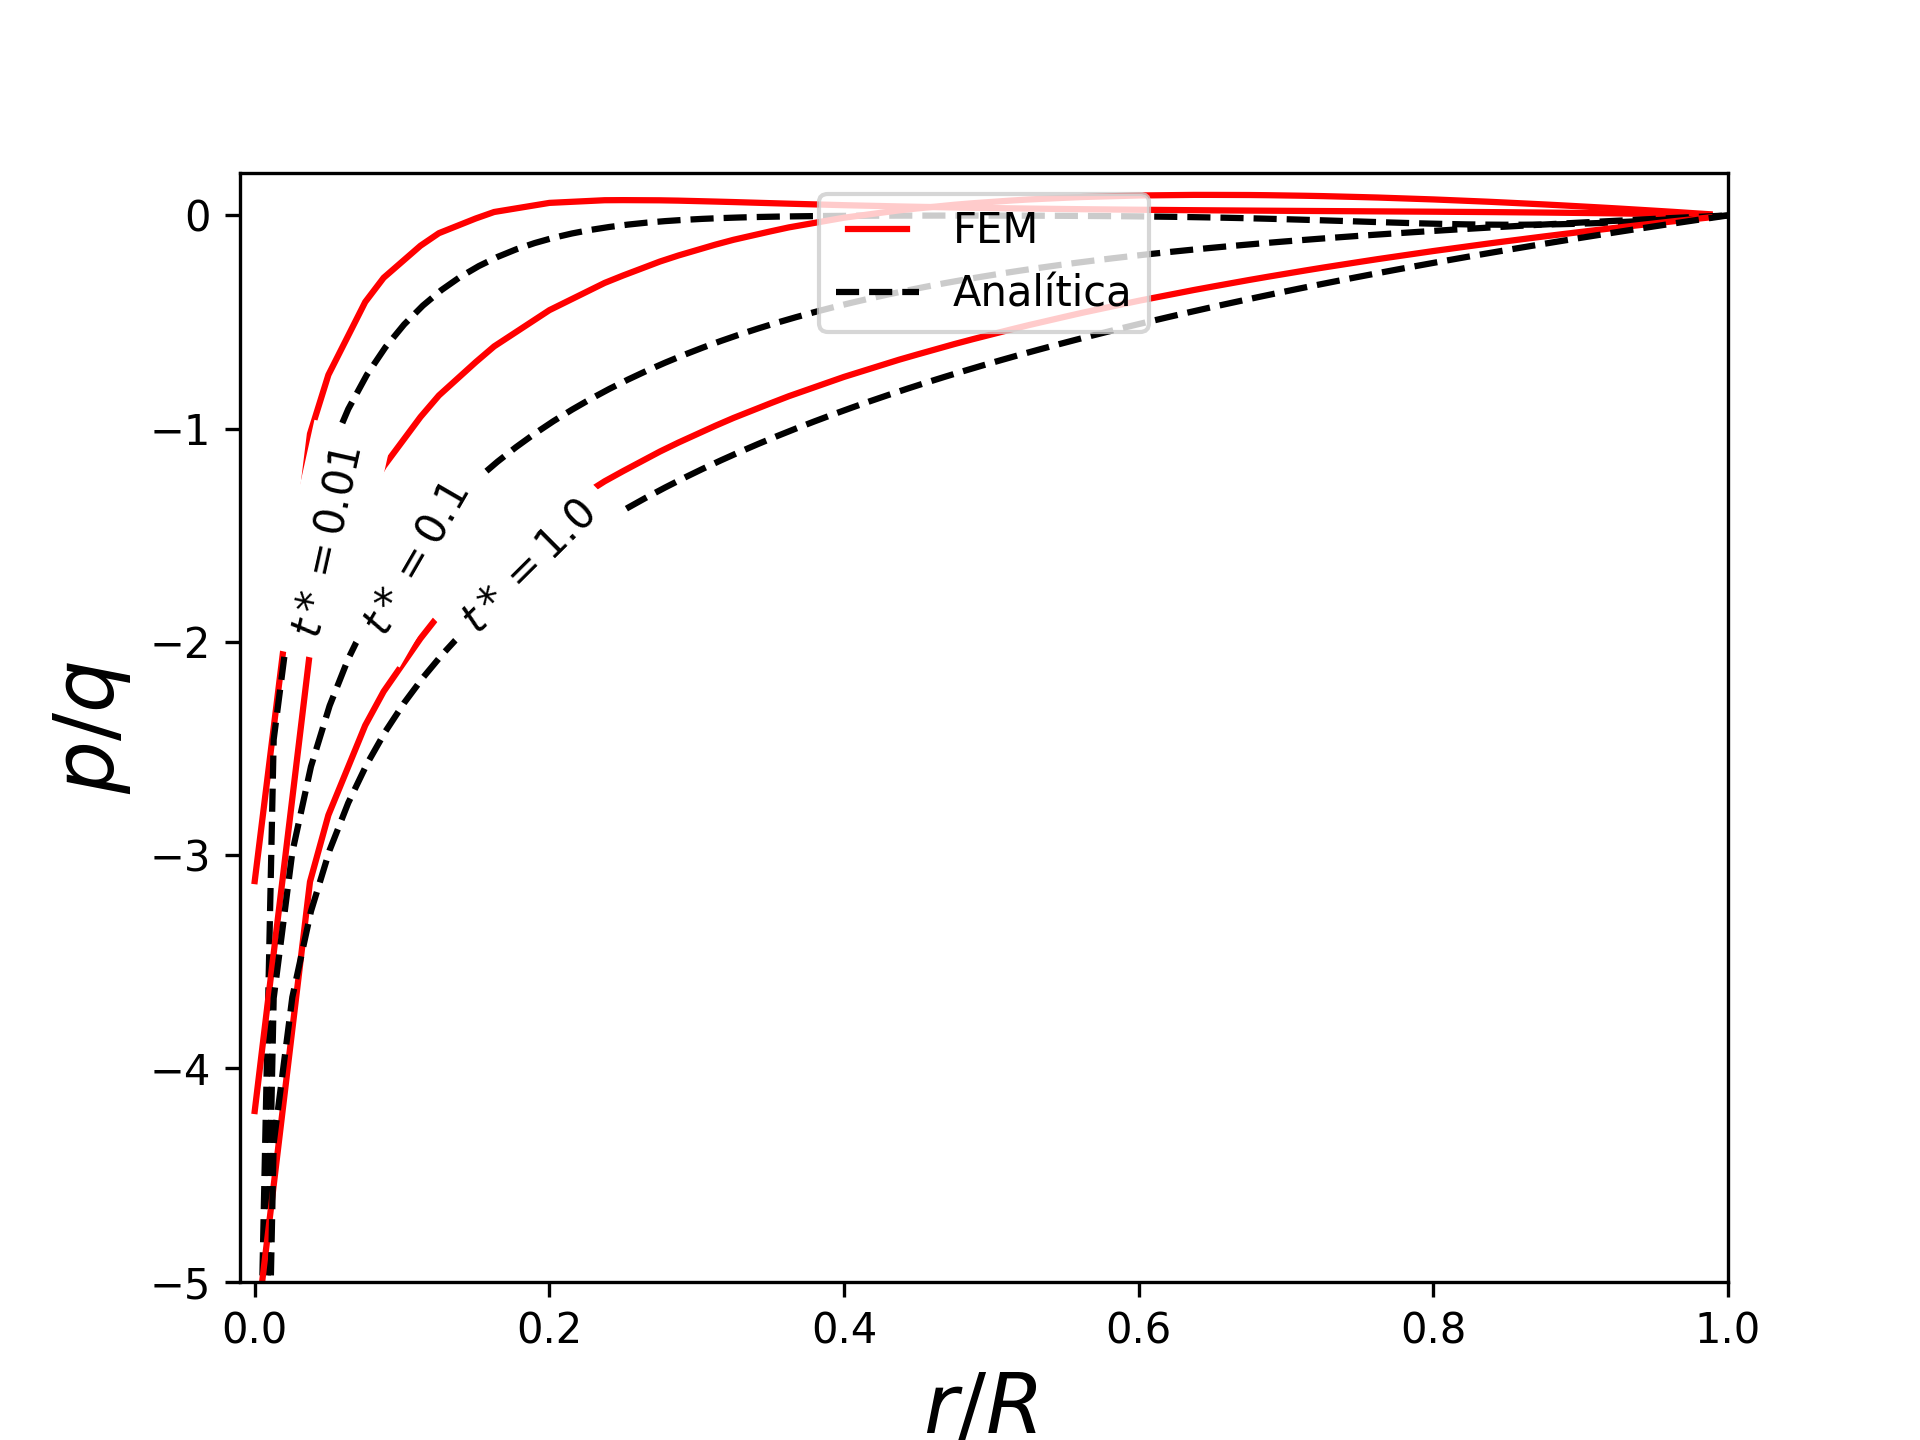 0
−1
−2
−3
−4
−5
p/q
FEM
Analítica
t* = 0.01
t* = 0.1
t* = 1.0
0.0 0.2 0.4 0.6 0.8 1.0
r/R